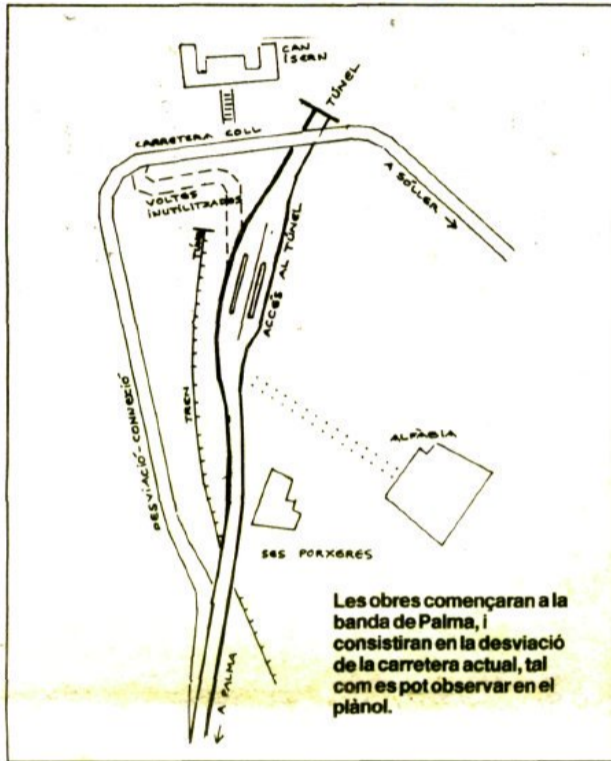 CAN
ISERN
TÚNEL
CARRETERA COLL
VOLTES
INUTILITZADES
A SÓLLER
TÚNEL
ACCÉS AL TÚNEL
TREN
DESVIACIÓ-CONNEXIÓ
ALFÀBIA
SES PORXERES
A PALMA
Les obres començaran a la
banda de Palma, i
consistiran en la desviació
de la carretera actual, tal
com es pot observar en el
plànol.